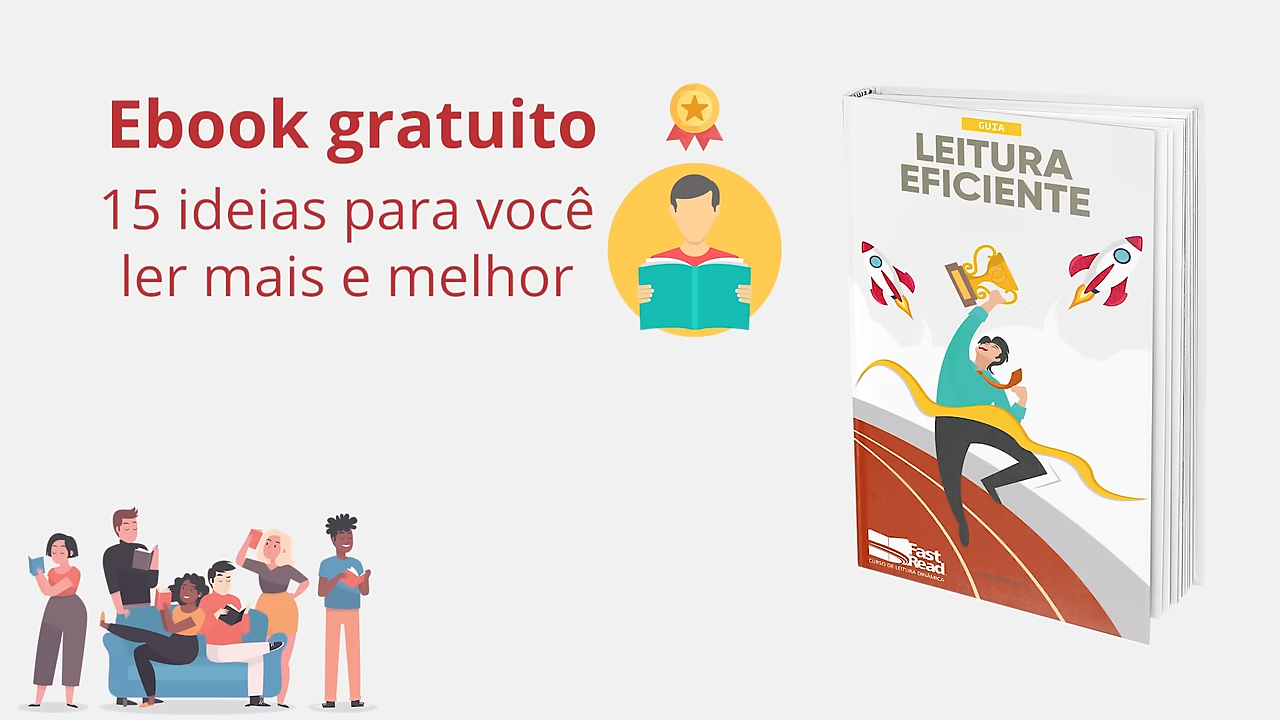 Ebook gratuito
15 ideias para você
ler mais e melhor
GUIA
LEITURA
EFICIENTE
Fast
Read
CURSO DE LEITURA DINÂMICA